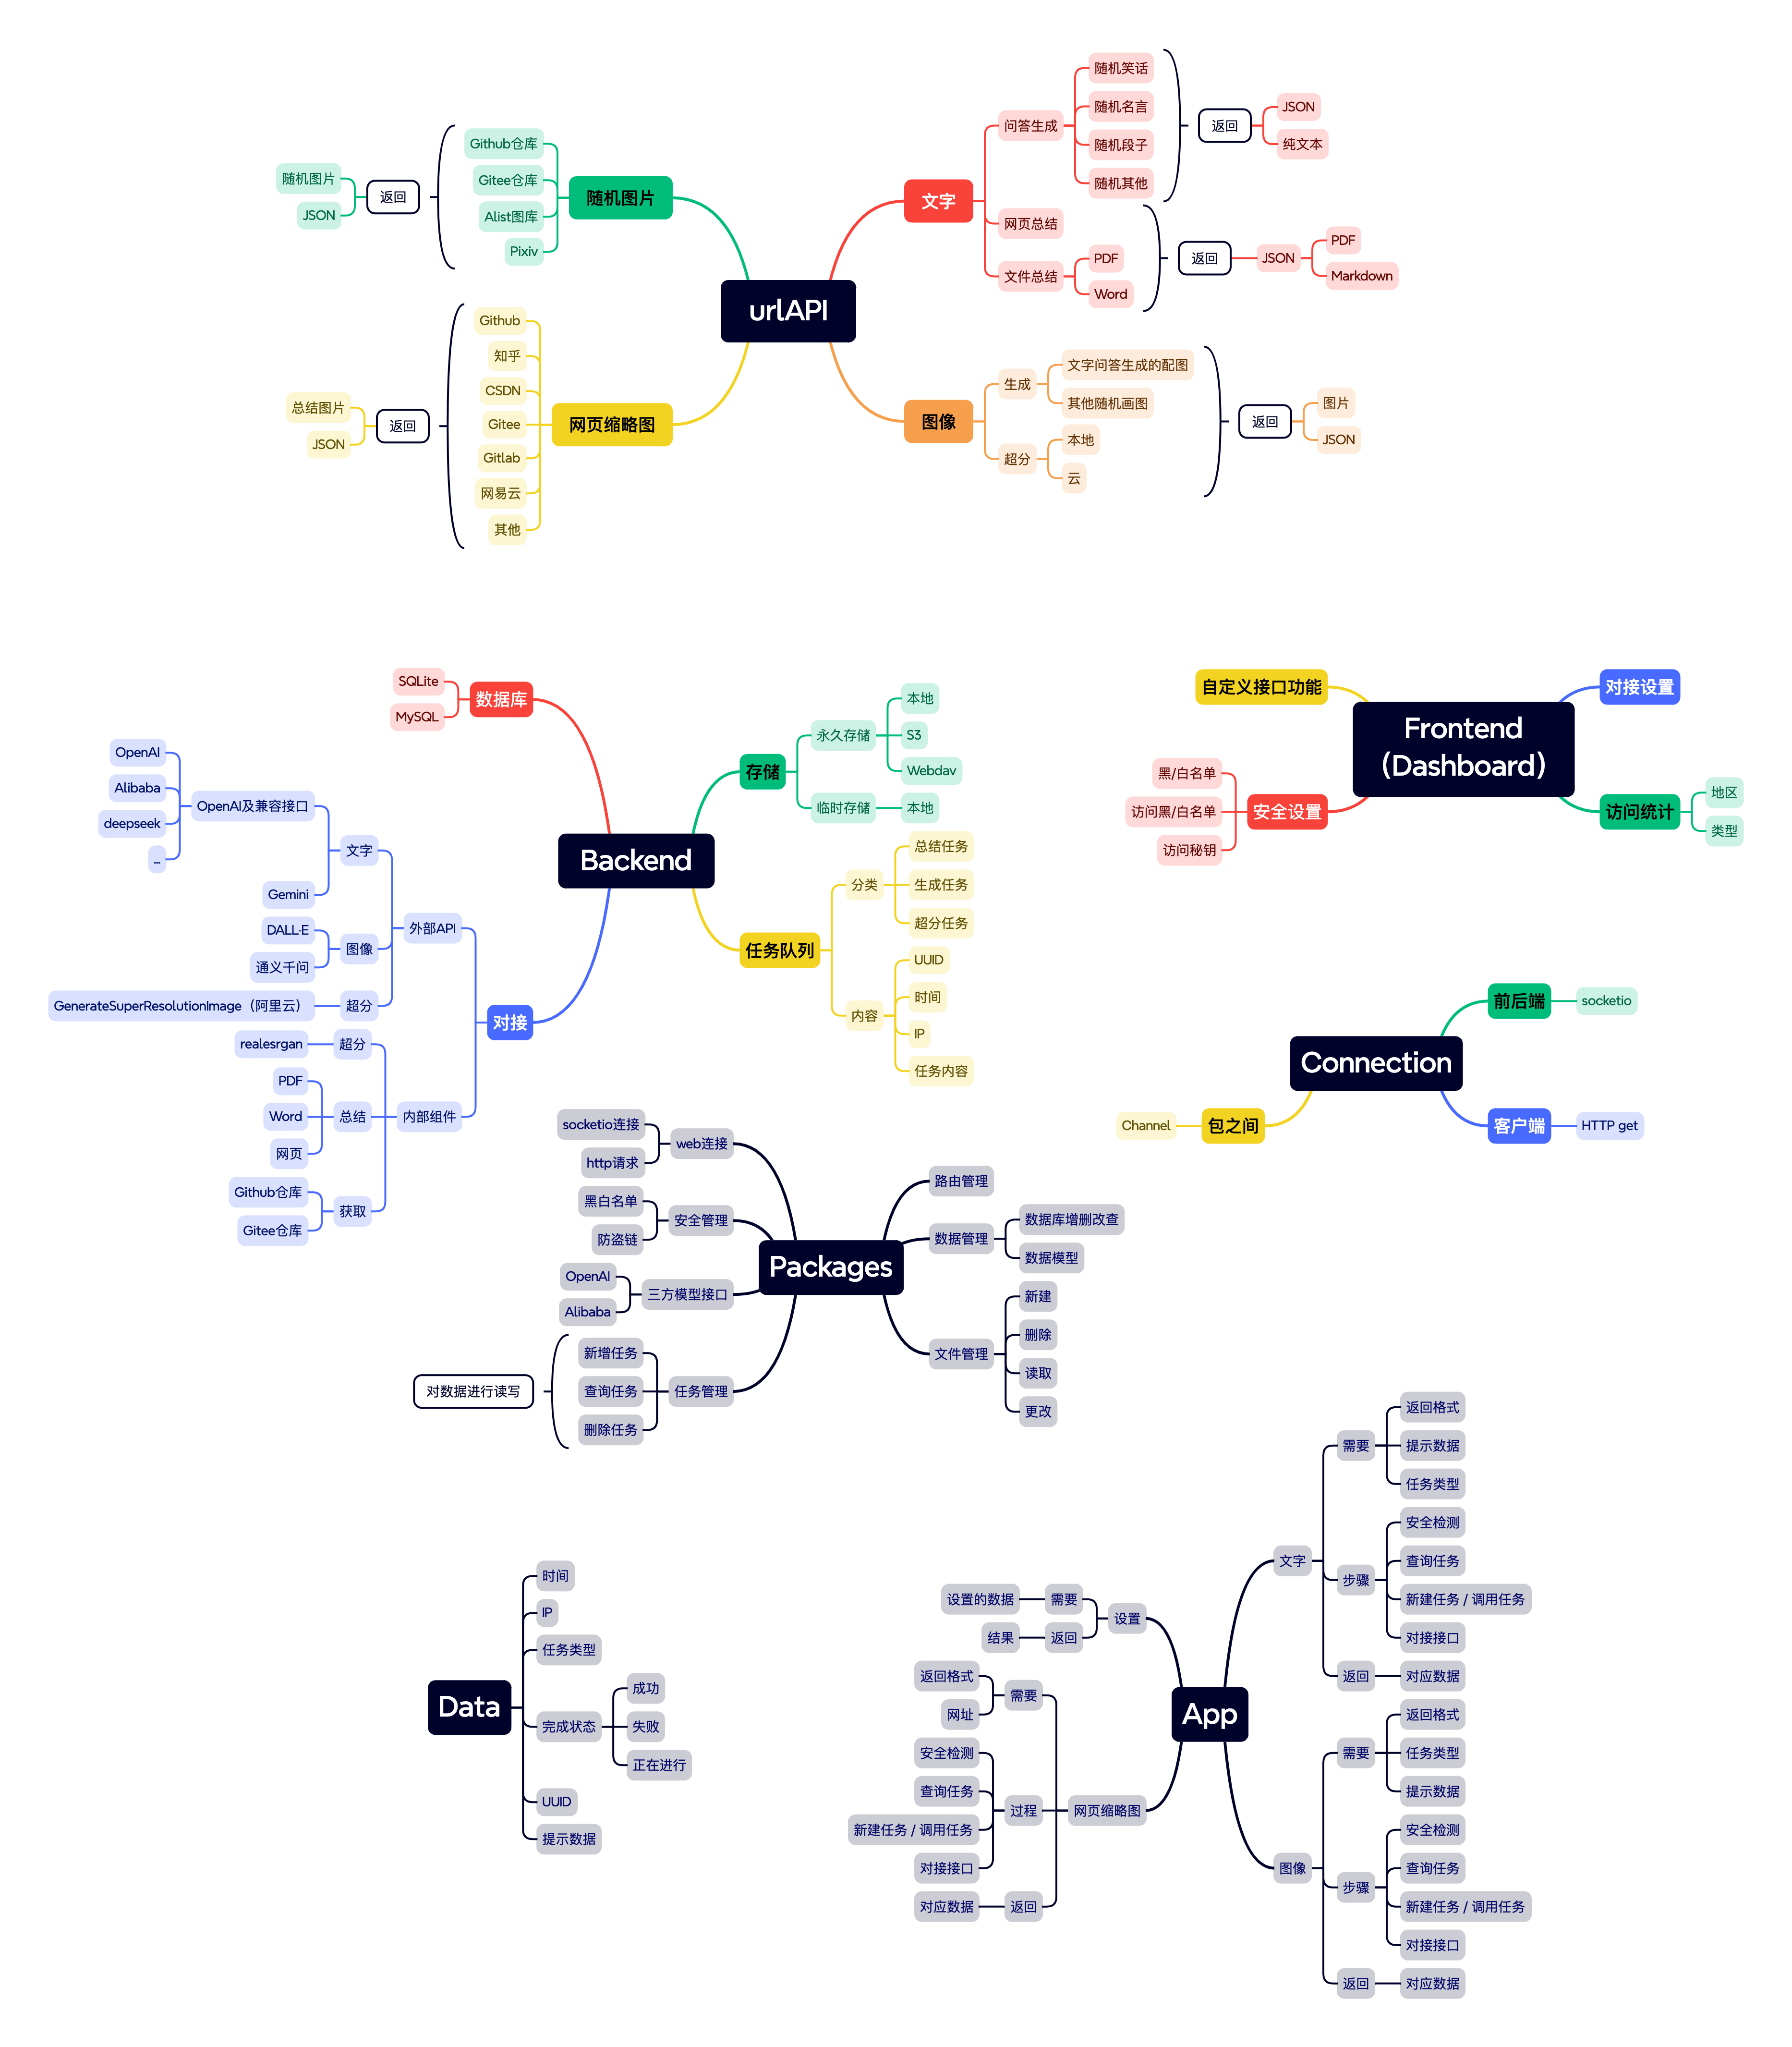 urlAPI
随机图片
Github仓库
Gitee仓库
Alist图库
Pixiv
返回
随机图片
JSON
网页缩略图
Github
知乎
CSDN
Gitee
Gitlab
网易云
其他
返回
总结图片
JSON
文字
问答生成
随机笑话
随机名言
随机段子
随机其他
返回
JSON
纯文本
网页总结
文件总结
PDF
Word
返回
JSON
PDF
Markdown
图像
生成
文字问答生成的配图
其他随机画图
超分
本地
云
返回
图片
JSON
Backend
数据库
SQLite
MySQL
对接
外部API
文字
OpenAI及兼容接口
OpenAI
Alibaba
deepseek
...
Gemini
图像
DALL·E
通义千问
超分
GenerateSuperResolutionImage（阿里云）
内部组件
超分
realesrgan
总结
PDF
Word
网页
获取
Github仓库
Gitee仓库
存储
永久存储
本地
S3
Webdav
临时存储
本地
任务队列
分类
总结任务
生成任务
超分任务
内容
UUID
时间
IP
任务内容
Frontend
（Dashboard）
自定义接口功能
安全设置
黑/白名单
访问黑/白名单
访问秘钥
对接设置
访问统计
地区
类型
Connection
前后端
socketio
包之间
Channel
客户端
HTTP get
Packages
web连接
socketio连接
http请求
安全管理
黑白名单
防盗链
三方模型接口
OpenAI
Alibaba
任务管理
新增任务
查询任务
删除任务
对数据进行读写
路由管理
数据管理
数据库增删改查
数据模型
文件管理
新建
删除
读取
更改
Data
时间
IP
任务类型
完成状态
成功
失败
正在进行
UUID
提示数据
App
设置
需要
设置的数据
返回
结果
网页缩略图
需要
返回格式
网址
过程
安全检测
查询任务
新建任务 / 调用任务
对接接口
返回
对应数据
文字
需要
返回格式
提示数据
任务类型
步骤
安全检测
查询任务
新建任务 / 调用任务
对接接口
返回
对应数据
图像
需要
返回格式
任务类型
提示数据
步骤
安全检测
查询任务
新建任务 / 调用任务
对接接口
返回
对应数据